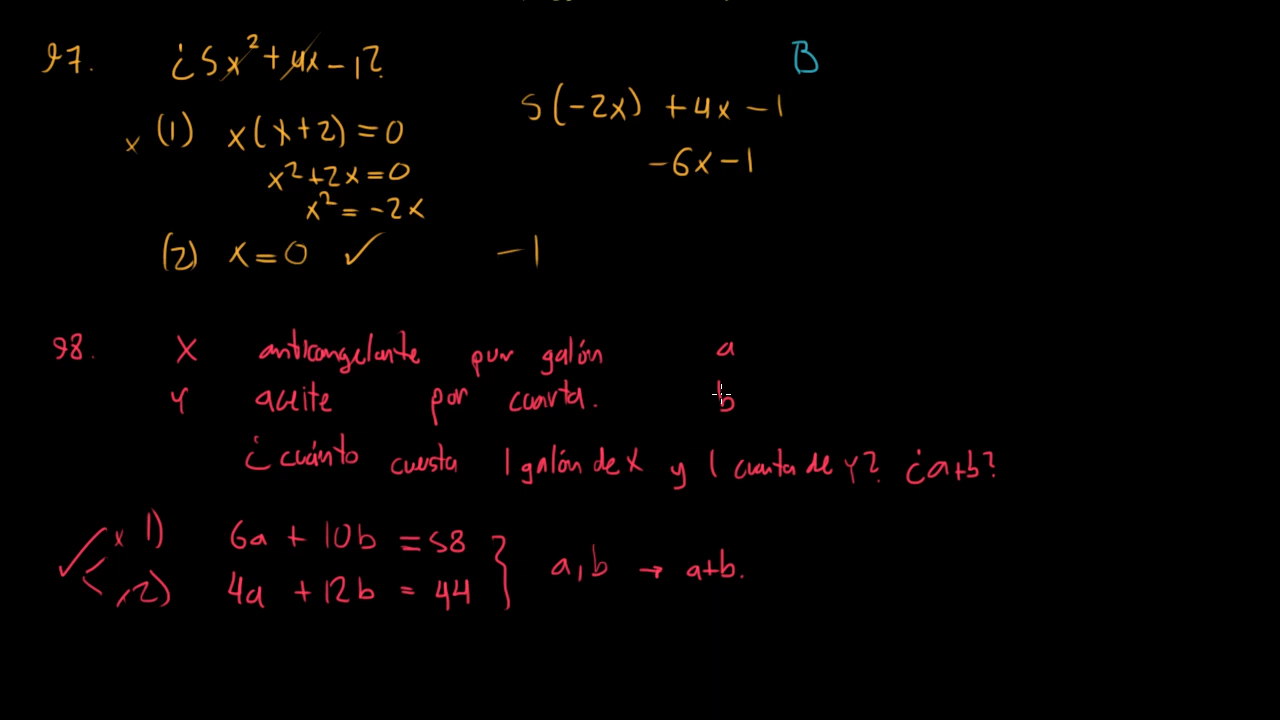 97. ¿5x² + 4x - 1?
B
x (1) x(x+2) = 0
5(-2x) + 4x - 1
x² + 2x = 0
-6x - 1
x² = -2x
(2) x = 0 ✓ -1
98. X anticongelante por galón a
Y aceite por cuarta. b
¿cuánto cuesta 1 galón de X y 1 cuarta de Y? ¿a+b?
x 1) 6a + 10b = 58
a, b → a+b.
2) 4a + 12b = 44